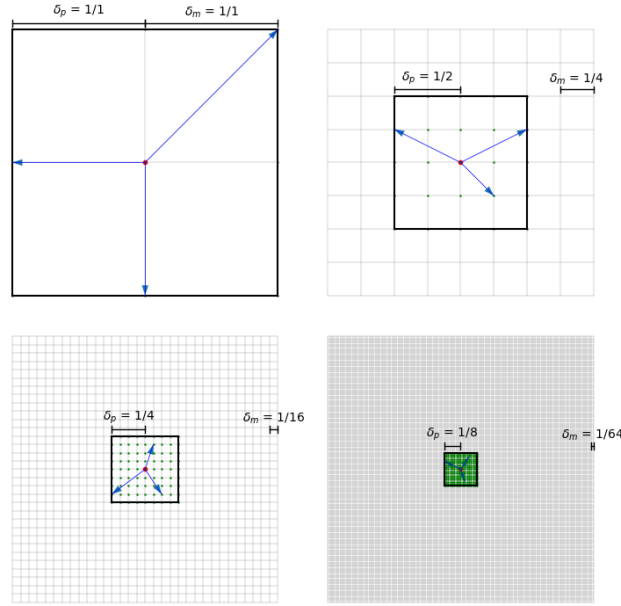 δp = 1/1
δm = 1/1
δp = 1/2
δm = 1/4
δp = 1/4
δm = 1/16
δp = 1/8
δm = 1/64